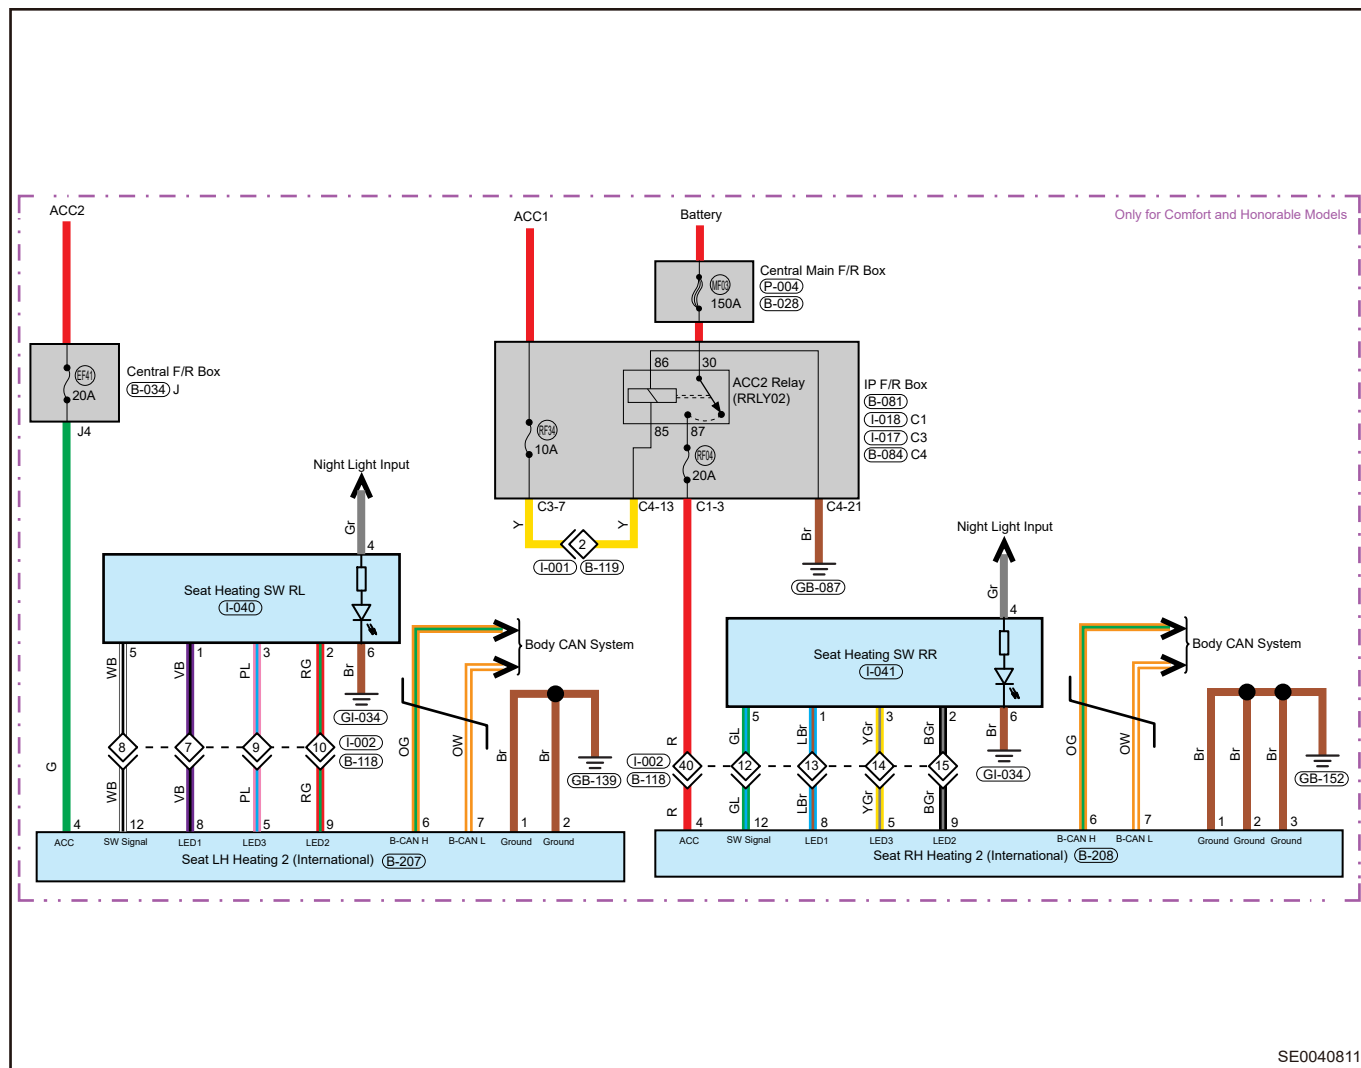 ACC2
ACC1
Battery
Only for Comfort and Honorable Models
MF03
150A
Central Main F/R Box
P-004
B-028
EF41
20A
Central F/R Box
B-034 J
J4
86
30
ACC2 Relay
(RRLY02)
85
87
RF34
10A
RF04
20A
IP F/R Box
B-081
I-018 C1
I-017 C3
B-084 C4
C3-7
C4-13
C1-3
C4-21
Y
Y
2
I-001
B-119
Br
GB-087
Night Light Input
Gr
4
Seat Heating SW RL
I-040
5
1
3
2
6
WB
VB
PL
RG
Br
GI-034
8
7
9
10
I-002
B-118
WB
VB
PL
RG
G
Body CAN System
OG
OW
Br
Br
GB-139
4
12
8
5
9
6
7
1
2
ACC
SW Signal
LED1
LED3
LED2
B-CAN H
B-CAN L
Ground
Ground
Seat LH Heating 2 (International) B-207
Night Light Input
Gr
4
Seat Heating SW RR
I-041
5
1
3
2
6
R
GL
LBr
YGr
BGr
Br
GI-034
I-002
B-118
40
12
13
14
15
R
GL
LBr
YGr
BGr
Body CAN System
OG
OW
Br
Br
Br
GB-152
4
12
8
5
9
6
7
1
2
3
ACC
SW Signal
LED1
LED3
LED2
B-CAN H
B-CAN L
Ground
Ground
Ground
Seat RH Heating 2 (International) B-208
SE0040811